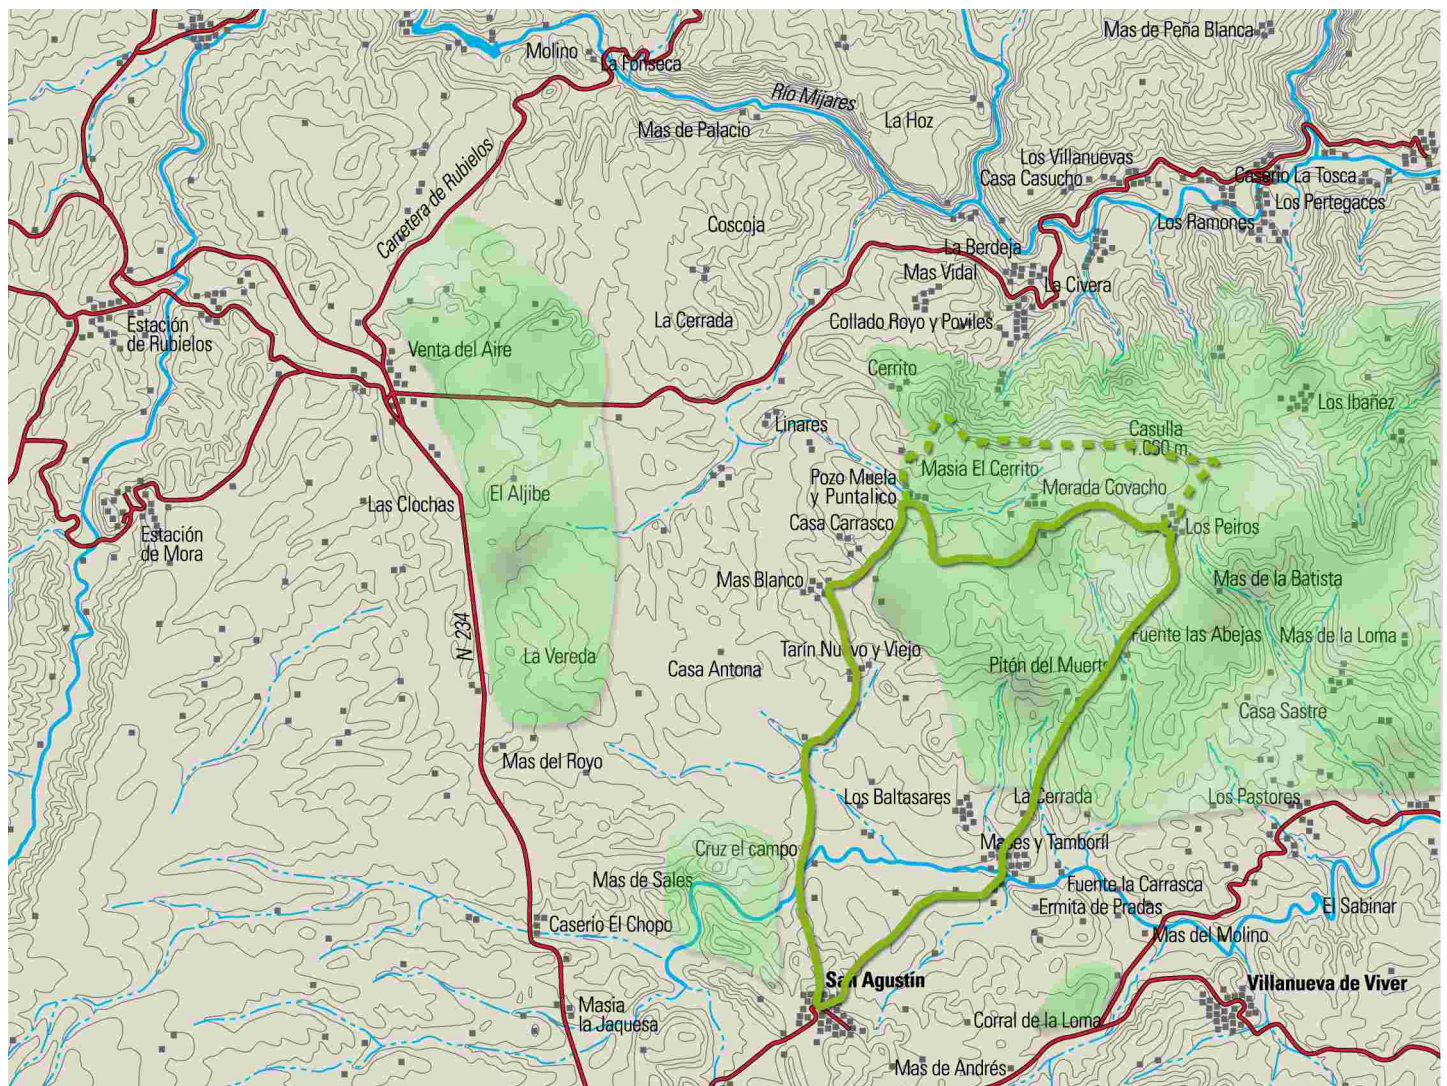 Mas de Peña Blanca
Molino
La Fonseca
Río Mijares
La Hoz
Mas de Palacio
Carretera de Rubielos
Los Villanuevas
Casa Casucho
Caserío La Tosca
Los Pertegaces
Los Ramones
Coscoja
La Berdeja
Mas Vidal
La Civera
La Cerrada
Collado Royo y Poviles
Estación
de Rubielos
Venta del Aire
Cerrito
Los Ibañez
Linares
Casulla
1.030 m
Masía El Cerrito
Pozo Muela
y Puntalico
Morada Covacho
El Aljibe
Las Clochas
Casa Carrasco
Los Peiros
Estación
de Mora
Mas Blanco
Mas de la Batista
N 234
Fuente las Abejas
Mas de la Loma
Tarín Nuevo y Viejo
La Vereda
Casa Antona
Pitón del Muerto
Casa Sastre
Mas del Royo
Los Baltasares
La Cerrada
Los Pastores
Cruz el campo
Mases y Tamboríl
Mas de Sales
Fuente la Carrasca
Ermita de Pradas
El Sabinar
Caserío El Chopo
Mas del Molino
San Agustín
Villanueva de Viver
Masía
la Jaquesa
Corral de la Loma
Mas de Andrés